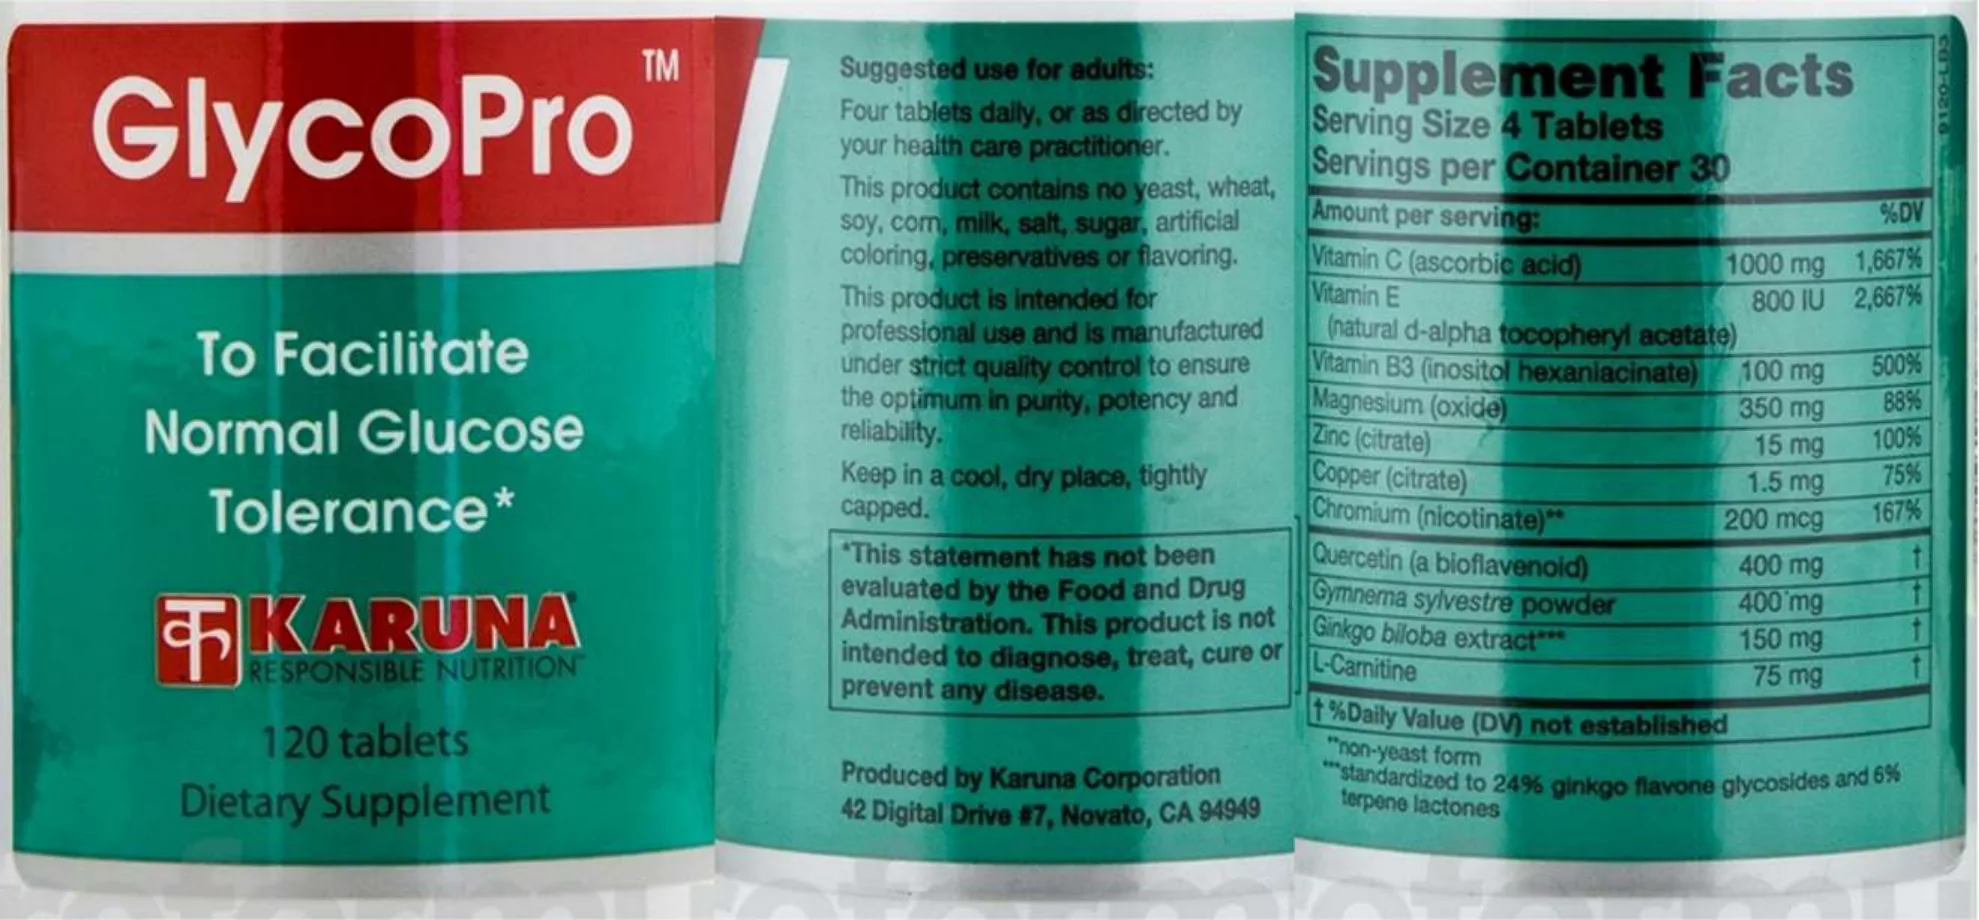 GlycoPro™
To Facilitate
Normal Glucose
Tolerance*
क KARUNA®
RESPONSIBLE NUTRITION™
120 tablets
Dietary Supplement
Suggested use for adults:
Four tablets daily, or as directed by
your health care practitioner.
This product contains no yeast, wheat,
soy, corn, milk, salt, sugar, artificial
coloring, preservatives or flavoring.
This product is intended for
professional use and is manufactured
under strict quality control to ensure
the optimum in purity, potency and
reliability.
Keep in a cool, dry place, tightly
capped.
*This statement has not been
evaluated by the Food and Drug
Administration. This product is not
intended to diagnose, treat, cure or
prevent any disease.
Produced by Karuna Corporation
42 Digital Drive #7, Novato, CA 94949
Supplement Facts
Serving Size 4 Tablets
Servings per Container 30
Amount per serving: %DV
Vitamin C (ascorbic acid) 1000 mg 1,667%
Vitamin E 800 IU 2,667%
(natural d-alpha tocopheryl acetate)
Vitamin B3 (inositol hexaniacinate) 100 mg 500%
Magnesium (oxide) 350 mg 88%
Zinc (citrate) 15 mg 100%
Copper (citrate) 1.5 mg 75%
Chromium (nicotinate)** 200 mcg 167%
Quercetin (a bioflavenoid) 400 mg †
Gymnema sylvestre powder 400 mg †
Ginkgo biloba extract*** 150 mg †
L-Carnitine 75 mg †
† %Daily Value (DV) not established
**non-yeast form
***standardized to 24% ginkgo flavone glycosides and 6%
terpene lactones